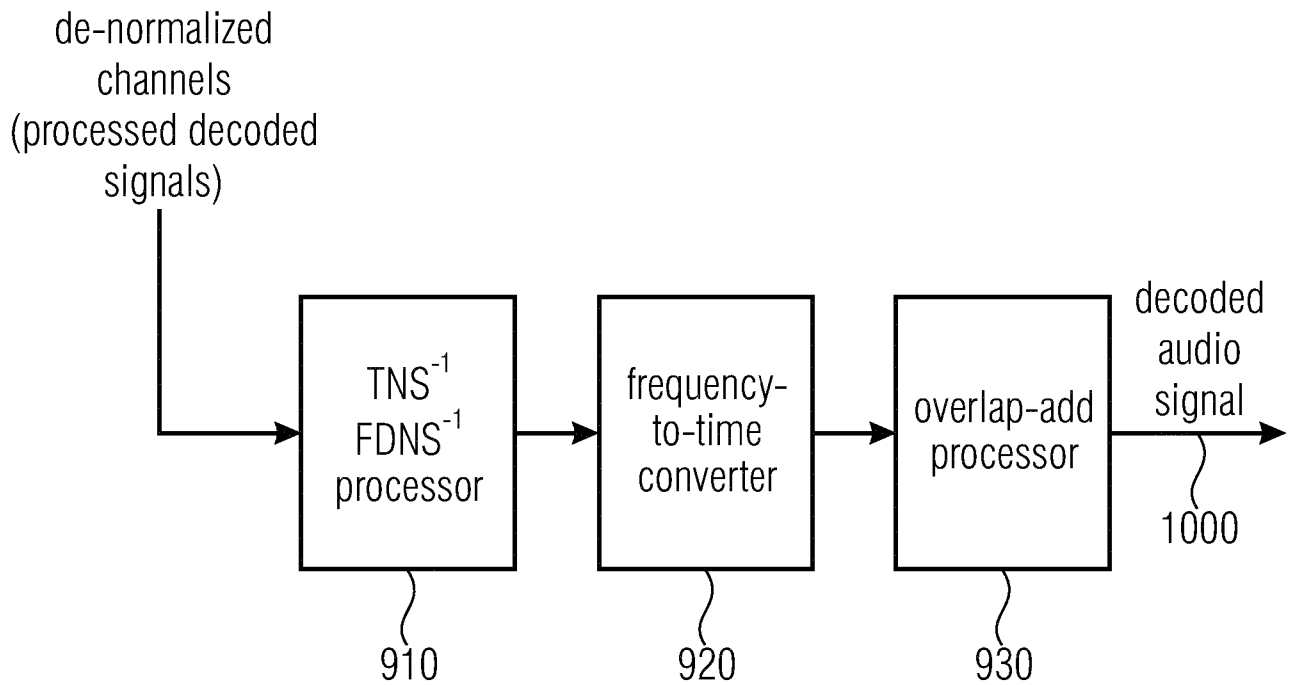 de-normalized
channels
(processed decoded
signals)
TNS⁻¹
FDNS⁻¹
processor
910
frequency-
to-time
converter
920
overlap-add
processor
930
decoded
audio
signal
1000